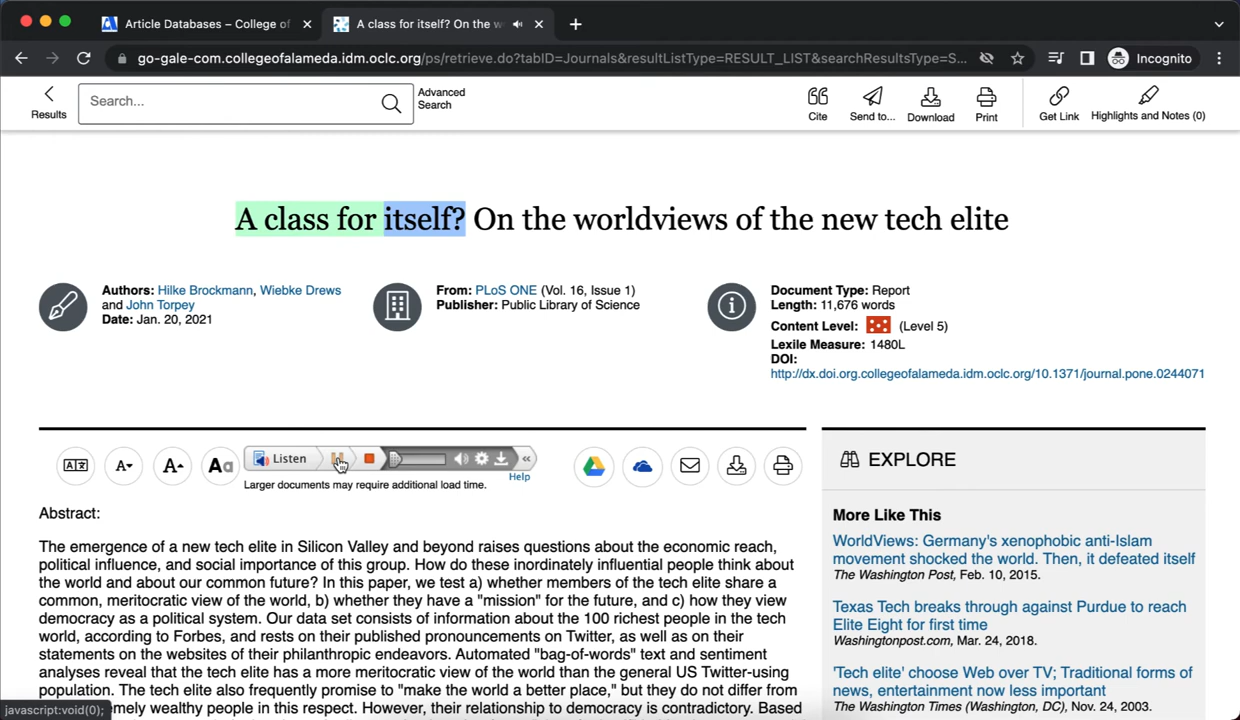 Article Databases – College of
A class for itself? On the w
go-gale-com.collegeofalameda.idm.oclc.org/ps/retrieve.do?tabID=Journals&resultListType=RESULT_LIST&searchResultsType=S...
Incognito
Results
Search...
Advanced
Search
Cite
Send to...
Download
Print
Get Link
Highlights and Notes (0)
A class for itself? On the worldviews of the new tech elite
Authors: Hilke Brockmann, Wiebke Drews
and John Torpey
Date: Jan. 20, 2021
From: PLoS ONE (Vol. 16, Issue 1)
Publisher: Public Library of Science
Document Type: Report
Length: 11,676 words
Content Level: (Level 5)
Lexile Measure: 1480L
DOI:
http://dx.doi.org.collegeofalameda.idm.oclc.org/10.1371/journal.pone.0244071
A
A
Aa
Listen
Help
Larger documents may require additional load time.
Abstract:
The emergence of a new tech elite in Silicon Valley and beyond raises questions about the economic reach,
political influence, and social importance of this group. How do these inordinately influential people think about
the world and about our common future? In this paper, we test a) whether members of the tech elite share a
common, meritocratic view of the world, b) whether they have a "mission" for the future, and c) how they view
democracy as a political system. Our data set consists of information about the 100 richest people in the tech
world, according to Forbes, and rests on their published pronouncements on Twitter, as well as on their
statements on the websites of their philanthropic endeavors. Automated "bag-of-words" text and sentiment
analyses reveal that the tech elite has a more meritocratic view of the world than the general US Twitter-using
population. The tech elite also frequently promise to "make the world a better place," but they do not differ from
mely wealthy people in this respect. However, their relationship to democracy is contradictory. Based
javascript:void(0);
EXPLORE
More Like This
WorldViews: Germany's xenophobic anti-Islam
movement shocked the world. Then, it defeated itself
The Washington Post, Feb. 10, 2015.
Texas Tech breaks through against Purdue to reach
Elite Eight for first time
Washingtonpost.com, Mar. 24, 2018.
'Tech elite' choose Web over TV; Traditional forms of
news, entertainment now less important
The Washington Times (Washington, DC), Nov. 24, 2003.